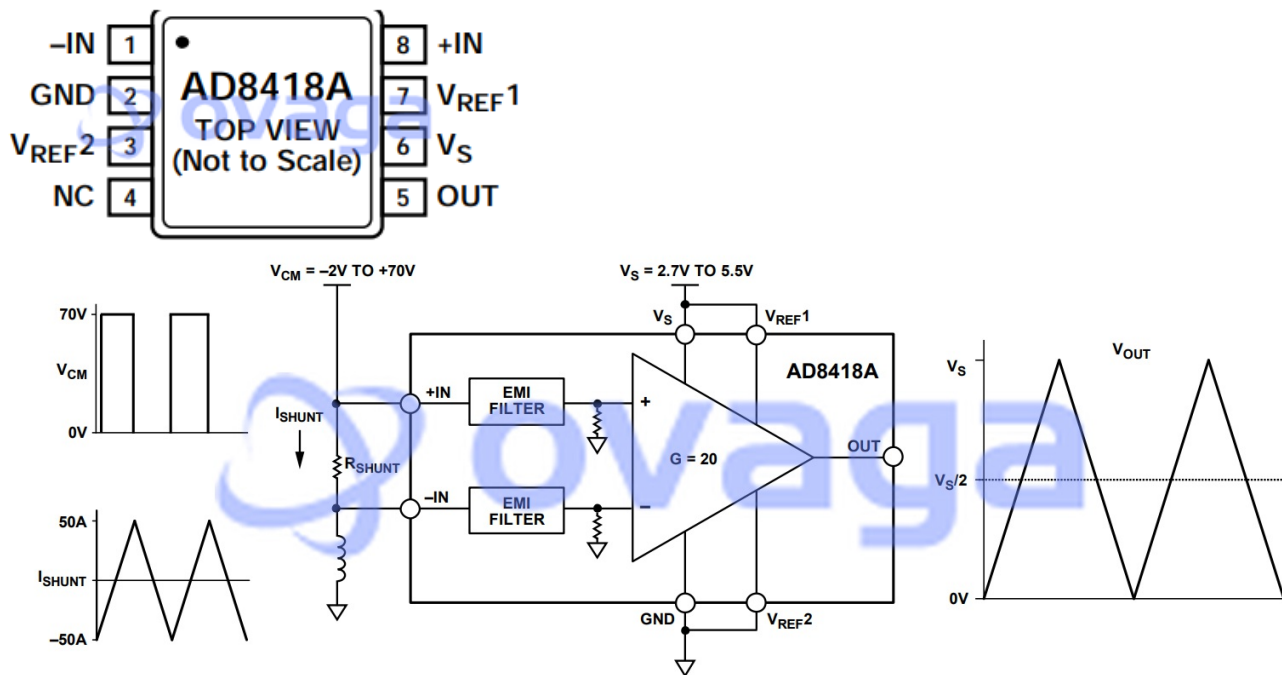 –IN 1
GND 2
VREF2 3
NC 4
AD8418A
TOP VIEW
(Not to Scale)
8 +IN
7 VREF1
6 VS
5 OUT
ovaga
VCM = –2V TO +70V
VS = 2.7V TO 5.5V
70V
VCM
0V
ISHUNT
RSHUNT
50A
ISHUNT
–50A
VS
VREF1
AD8418A
+IN
EMI
FILTER
+
G = 20
OUT
–IN
EMI
FILTER
–
GND
VREF2
ovaga
VOUT
VS
VS/2
0V